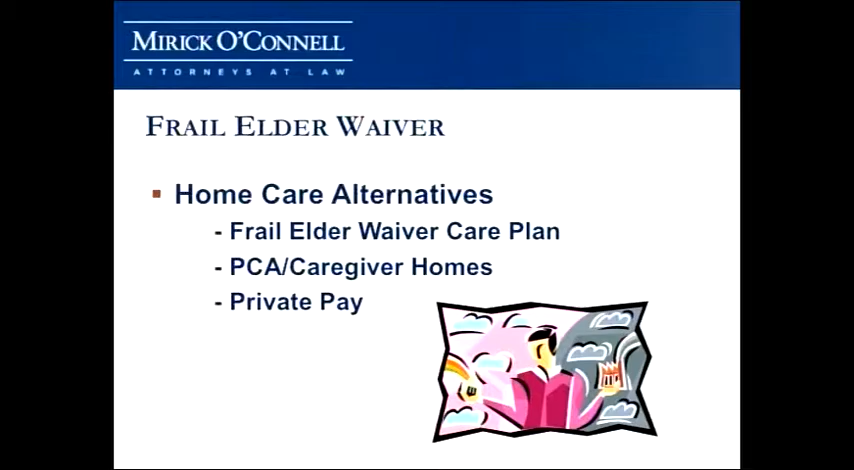 MIRICK O'CONNELL
ATTORNEYS AT LAW
FRAIL ELDER WAIVER
▪ Home Care Alternatives
- Frail Elder Waiver Care Plan
- PCA/Caregiver Homes
- Private Pay